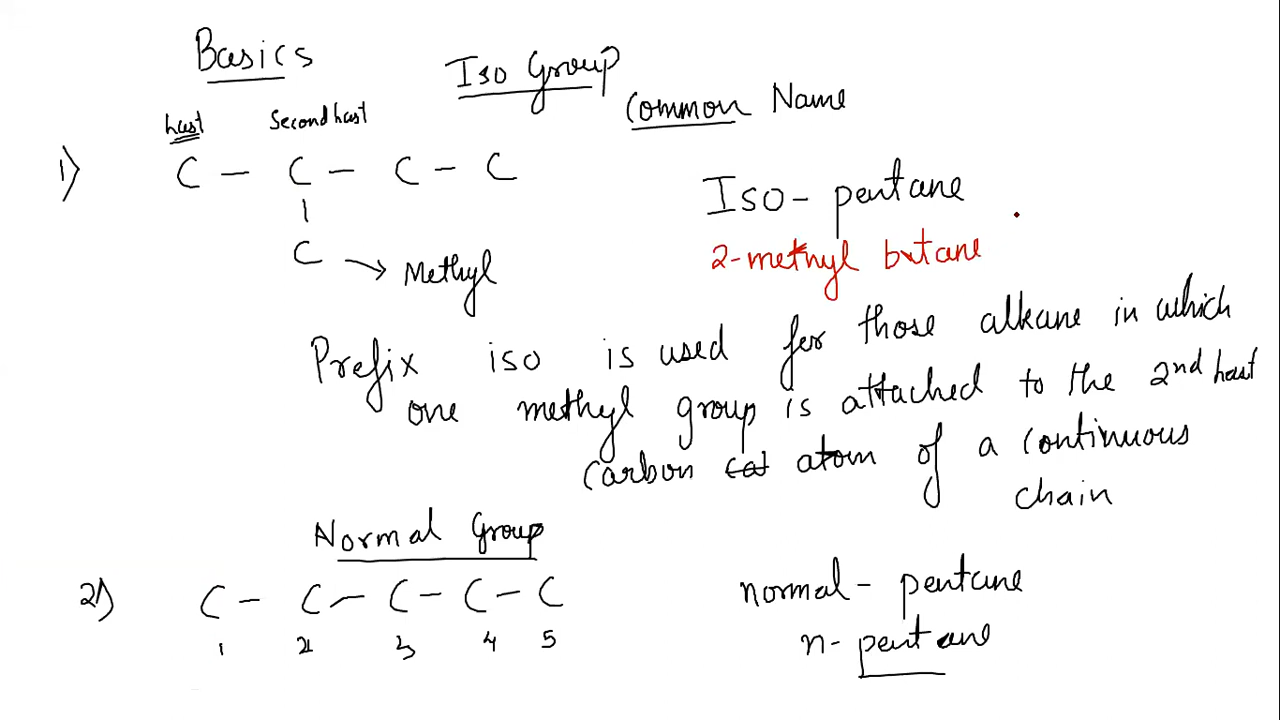 Basics
Iso Group
Common Name
last Second last
1) C - C - C - C
Iso- pentane
C → Methyl
2-methyl butane
Prefix iso is used for those alkane in which
one methyl group is attached to the 2nd last
carbon cat atom of a continuous
chain
Normal Group
2) C - C - C - C - C
1 2 3 4 5
normal- pentane
n- pentane